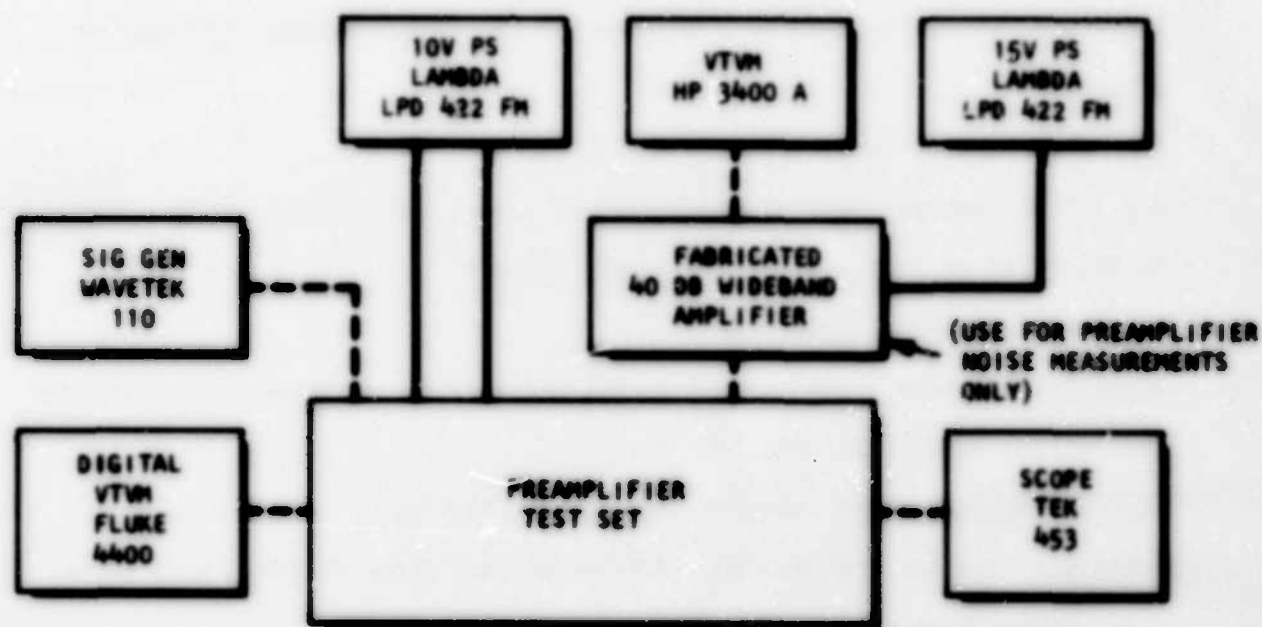 10V PS
LAMBDA
LPD 422 FM
VTVM
HP 3400 A
15V PS
LAMBDA
LPD 422 FM
SIG GEN
WAVETEK
110
FABRICATED
40 DB WIDEBAND
AMPLIFIER
(USE FOR PREAMPLIFIER
NOISE MEASUREMENTS
ONLY)
DIGITAL
VTVM
FLUKE
4400
PREAMPLIFIER
TEST SET
SCOPE
TEK
453